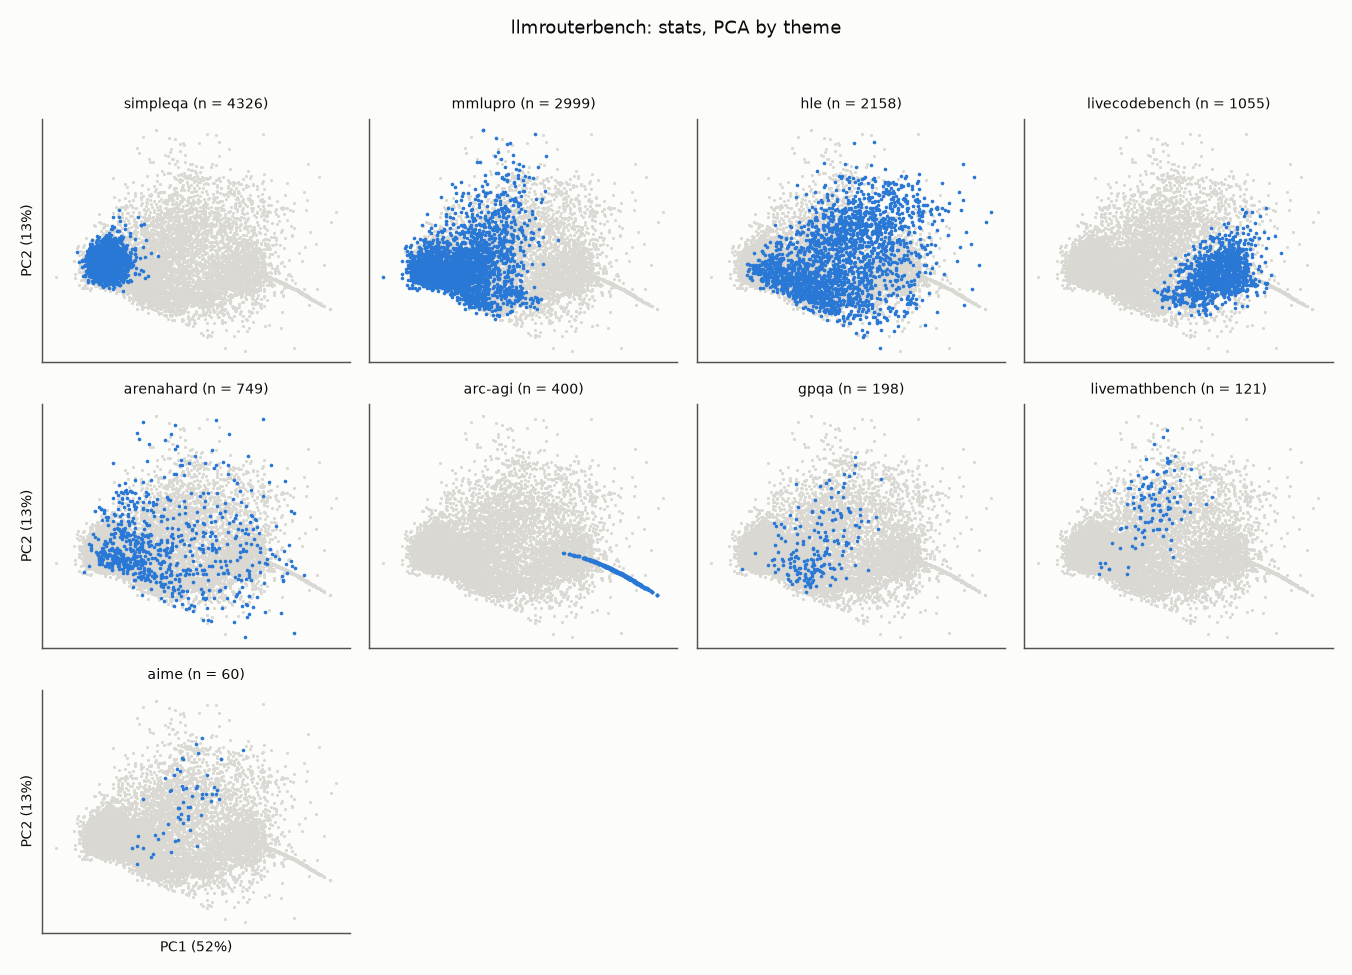 llmrouterbench: stats, PCA by theme
simpleqa (n = 4326)
mmlupro (n = 2999)
hle (n = 2158)
livecodebench (n = 1055)
PC2 (13%)
arenahard (n = 749)
arc-agi (n = 400)
gpqa (n = 198)
livemathbench (n = 121)
PC2 (13%)
aime (n = 60)
PC2 (13%)
PC1 (52%)